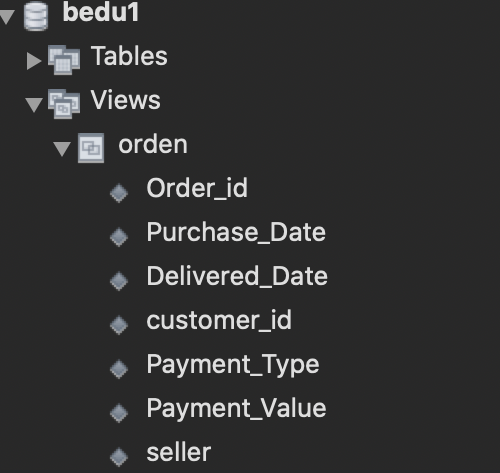 bedu1
Tables
Views
orden
Order_id
Purchase_Date
Delivered_Date
customer_id
Payment_Type
Payment_Value
seller